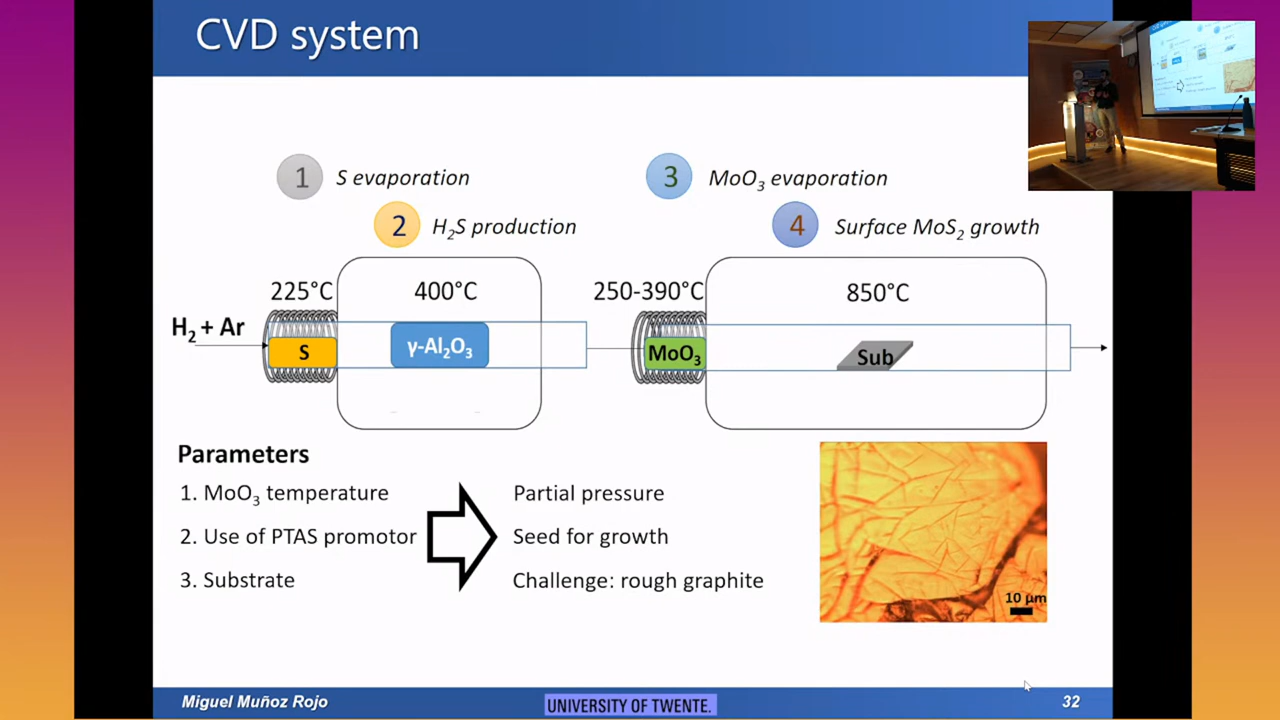 CVD system
1 S evaporation
2 H₂S production
3 MoO₃ evaporation
4 Surface MoS₂ growth
225°C
400°C
250-390°C
850°C
H₂ + Ar
S
γ-Al₂O₃
MoO₃
Sub
Parameters
1. MoO₃ temperature
2. Use of PTAS promotor
3. Substrate
Partial pressure
Seed for growth
Challenge: rough graphite
10 µm
Miguel Muñoz Rojo
UNIVERSITY OF TWENTE.
32